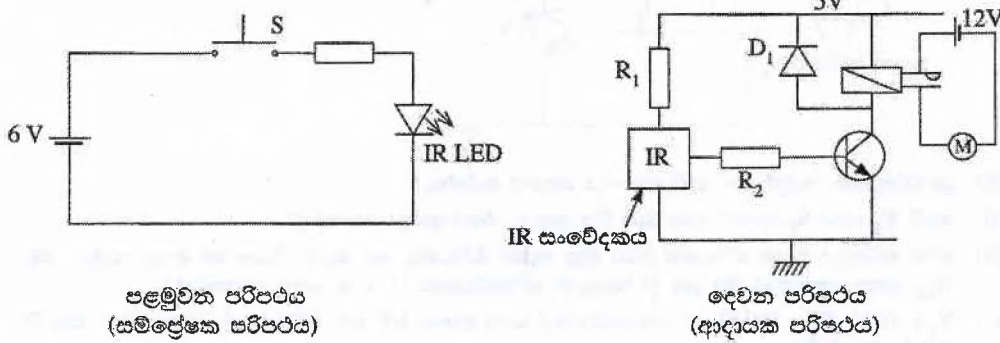 S
6 V
IR LED
5V
12V
D₁
R₁
IR
R₂
M
IR සංවේදකය
පළමුවන පරිපථය
(සම්ප්‍රේෂක පරිපථය)
දෙවන පරිපථය
(ආදායක පරිපථය)